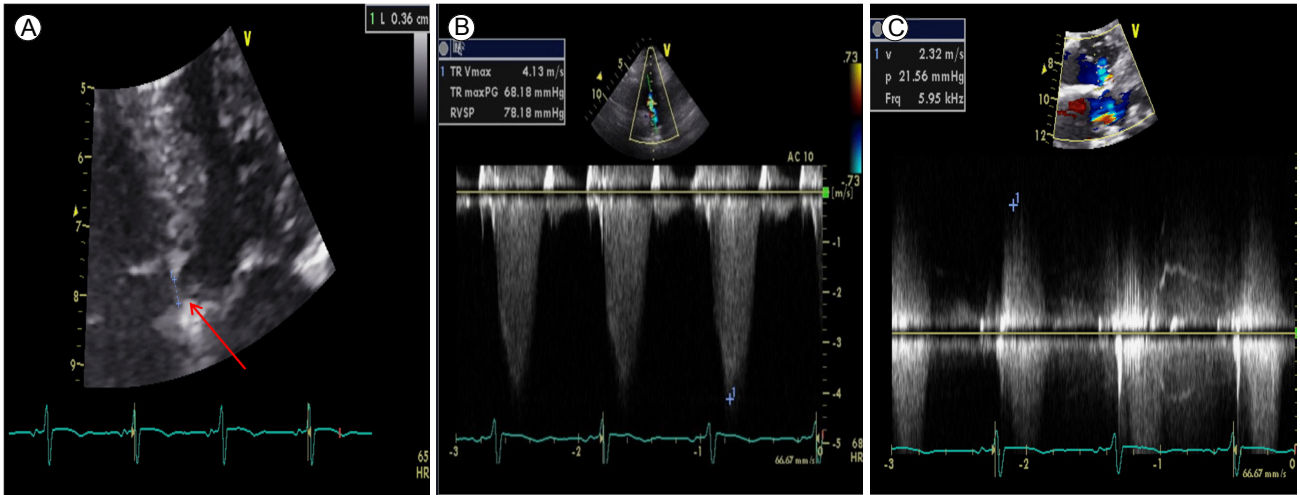 A
1 L 0.36 cm
V
5
6
7
8
9
65
HR
B
1 TR Vmax 4.13 m/s
TR maxPG 68.18 mmHg
RVSP 78.18 mmHg
V
5
10
.73
-.73
AC 10
[m/s]
-1
-2
-3
-4
-5
1
-3
-2
-1
0
66.67 mm/s
68
HR
C
1 v 2.32 m/s
p 21.56 mmHg
Frq 5.95 kHz
V
8
10
12
1
-3
-2
-1
0
66.67 mm/s